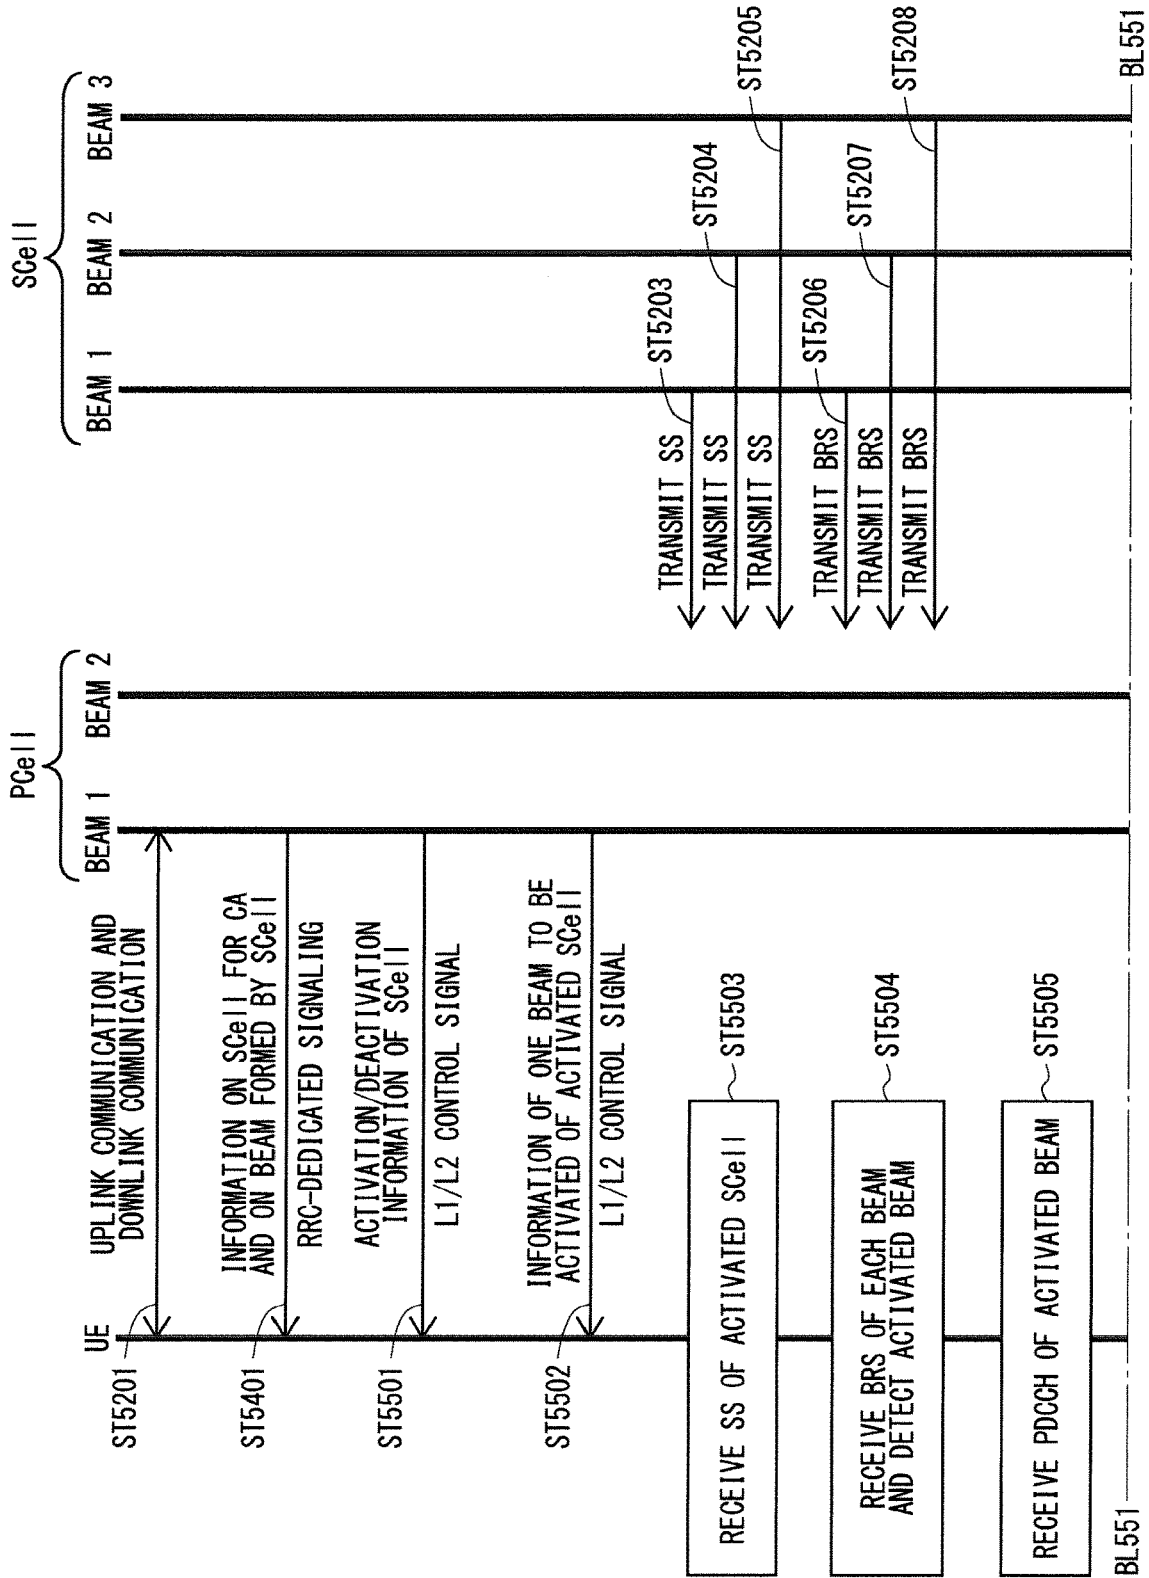 PCell
SCell
UE
BEAM 1
BEAM 2
BEAM 1
BEAM 2
BEAM 3
ST5201
UPLINK COMMUNICATION AND
DOWNLINK COMMUNICATION
ST5401
INFORMATION ON SCell FOR CA
AND ON BEAM FORMED BY SCell
RRC-DEDICATED SIGNALING
ST5501
ACTIVATION/DEACTIVATION
INFORMATION OF SCell
L1/L2 CONTROL SIGNAL
ST5502
INFORMATION OF ONE BEAM TO BE
ACTIVATED OF ACTIVATED SCell
L1/L2 CONTROL SIGNAL
TRANSMIT SS
ST5203
TRANSMIT SS
ST5204
TRANSMIT SS
ST5205
RECEIVE SS OF ACTIVATED SCell
ST5503
TRANSMIT BRS
ST5206
TRANSMIT BRS
ST5207
TRANSMIT BRS
ST5208
RECEIVE BRS OF EACH BEAM
AND DETECT ACTIVATED BEAM
ST5504
RECEIVE PDCCH OF ACTIVATED BEAM
ST5505
BL551
BL551